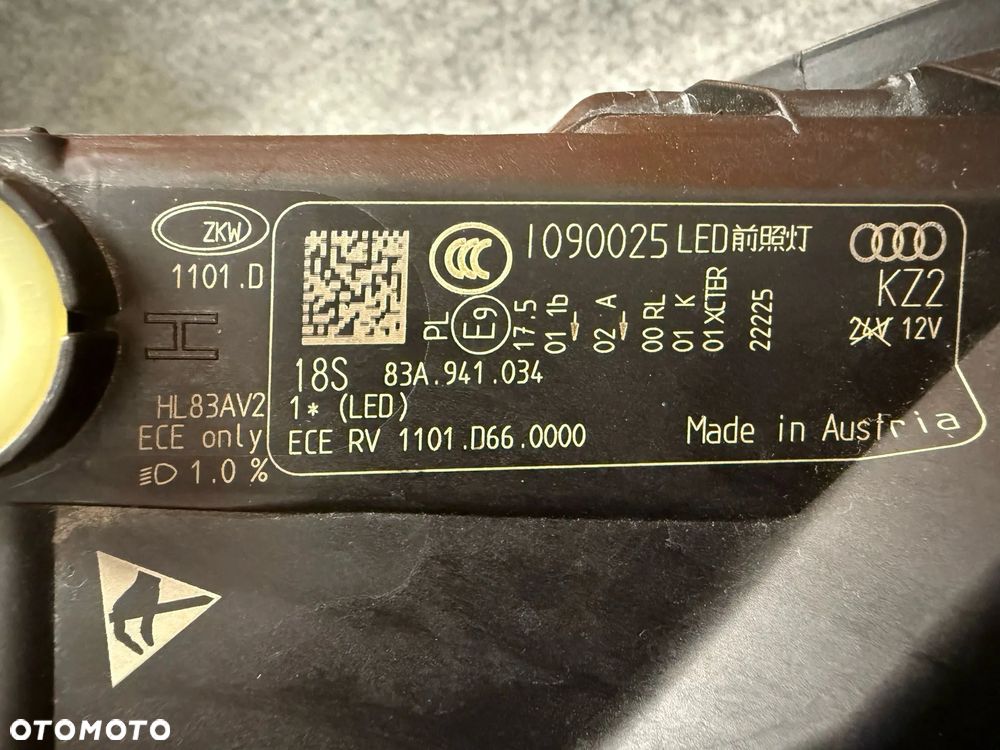 ZKW
1101.D
HL83AV2
ECE only
1.0 %
CCC
1090025 LED前照灯
PL
E9
17.5
01 1b
02 A
00 RL
01 K
01 XCTER
22225
KZ2
24V 12V
18S 83A.941.034
1* (LED)
ECE RV 1101.D66.0000
Made in Austria
OTOMOTO